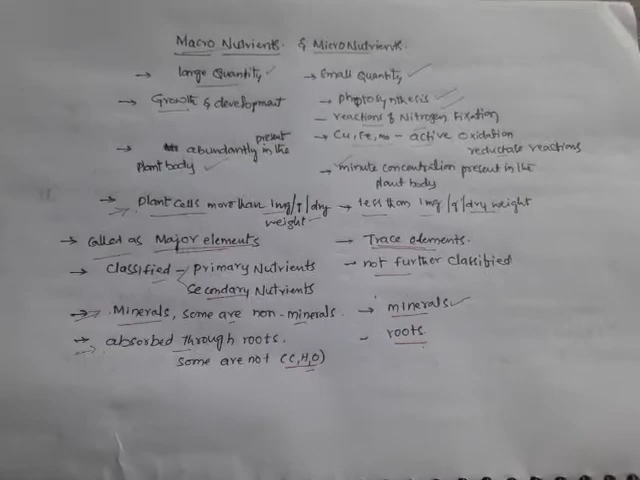 Macro Nutrients & MicroNutrients.
→ large Quantity → Small Quantity
→ Growth & development → photosynthesis
- reactions of Nitrogen fixation
- Cu, Fe, - active oxidation
reductase reactions
→ abundantly in the present
plant body
→ minute concentration present in the
plant body
→ plant cells more than 1mg/g/dry
weight
→ less than 1mg/g/dry weight
→ called as Major elements → Trace elements.
→ classified - primary Nutrients - not further classified
Secondary Nutrients
→ Minerals, some are non-minerals. → minerals
→ absorbed through roots. - roots.
some are not (C,H,O)